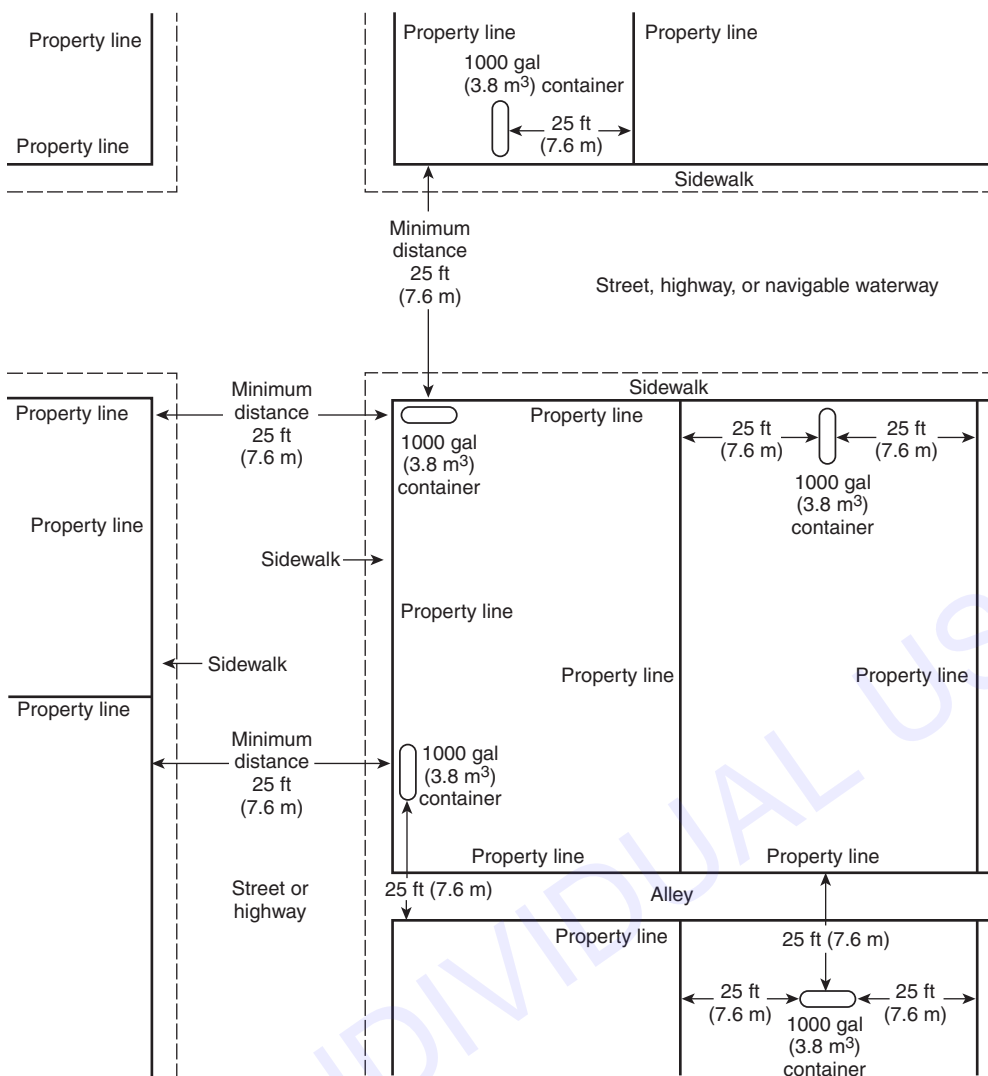 Property line
Property line
Property line
1000 gal
(3.8 m³) container
25 ft
(7.6 m)
Property line
Sidewalk
Minimum
distance
25 ft
(7.6 m)
Street, highway, or navigable waterway
Property line
Minimum
distance
25 ft
(7.6 m)
Sidewalk
Property line
1000 gal
(3.8 m³)
container
25 ft
(7.6 m)
25 ft
(7.6 m)
1000 gal
(3.8 m³)
container
Property line
Sidewalk
Property line
Sidewalk
Property line
Property line
Property line
Minimum
distance
25 ft
(7.6 m)
1000 gal
(3.8 m³)
container
Property line
Property line
Street or
highway
25 ft (7.6 m)
Alley
Property line
25 ft (7.6 m)
25 ft
(7.6 m)
25 ft
(7.6 m)
1000 gal
(3.8 m³)
container